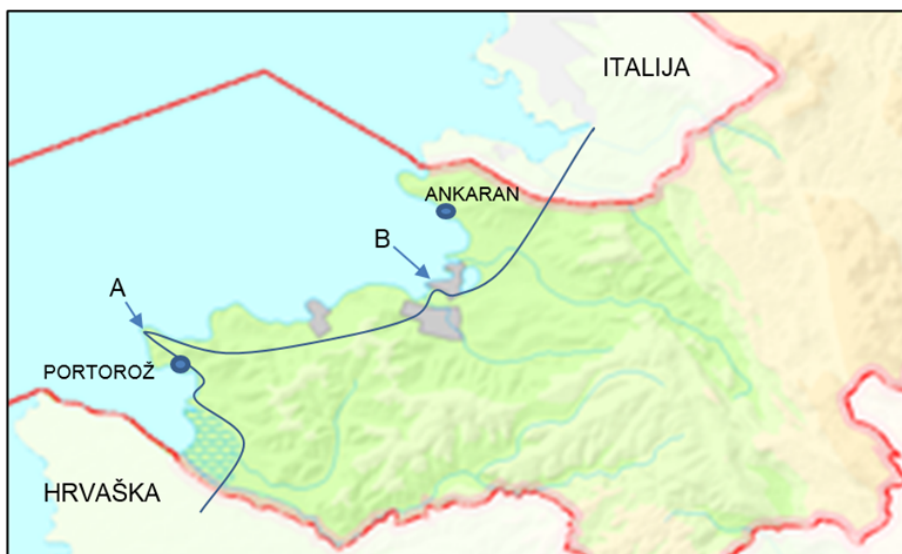 ITALIJA
ANKARAN
B
A
PORTOROŽ
HRVAŠKA